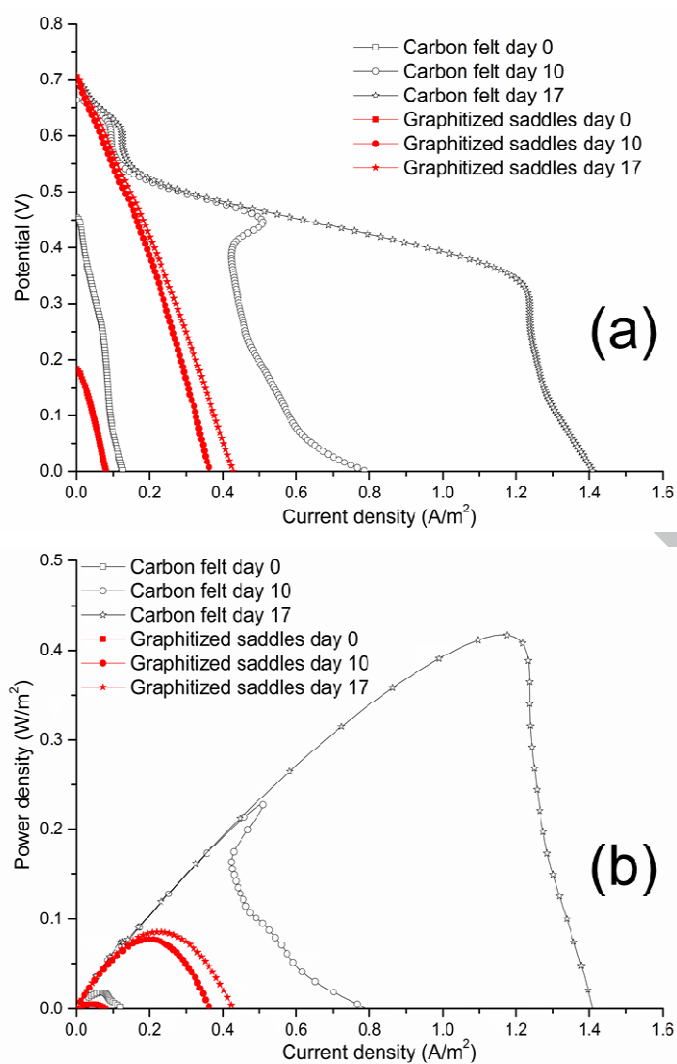 0.8
0.7
0.6
0.5
0.4
0.3
0.2
0.1
0.0
Potential (V)
Carbon felt day 0
Carbon felt day 10
Carbon felt day 17
Graphitized saddles day 0
Graphitized saddles day 10
Graphitized saddles day 17
(a)
0.0 0.2 0.4 0.6 0.8 1.0 1.2 1.4 1.6
Current density (A/m²)
0.5
0.4
0.3
0.2
0.1
0.0
Power density (W/m²)
Carbon felt day 0
Carbon felt day 10
Carbon felt day 17
Graphitized saddles day 0
Graphitized saddles day 10
Graphitized saddles day 17
(b)
0.0 0.2 0.4 0.6 0.8 1.0 1.2 1.4 1.6
Current density (A/m²)